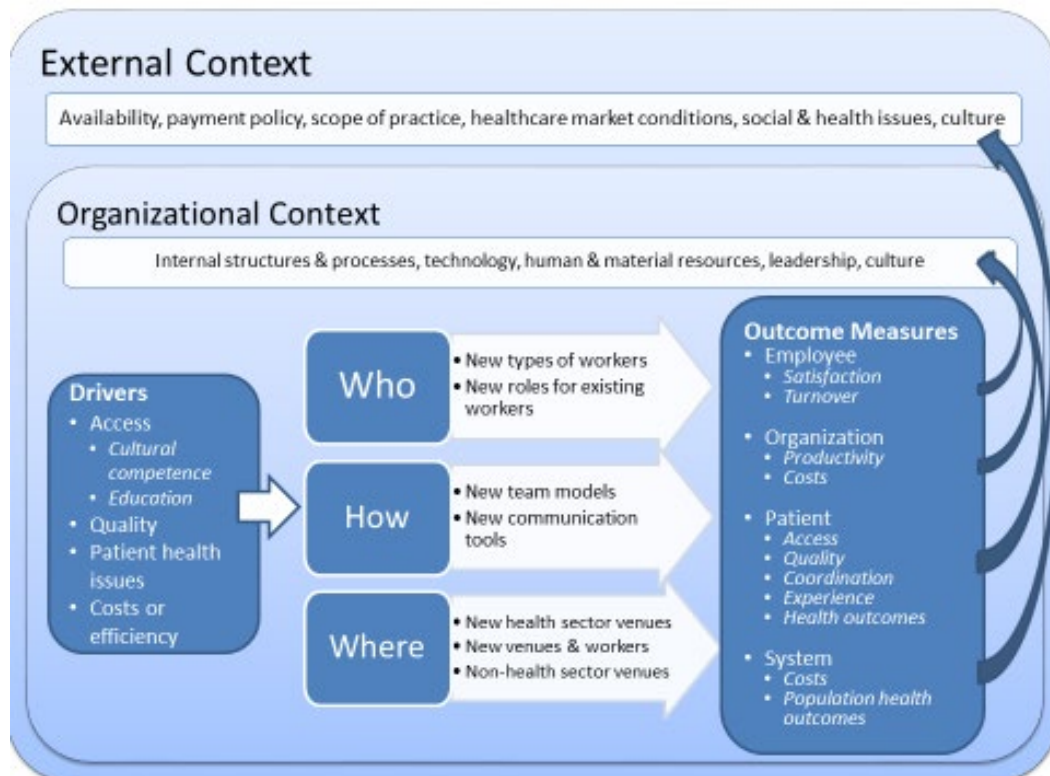 External Context
Availability, payment policy, scope of practice, healthcare market conditions, social & health issues, culture
Organizational Context
Internal structures & processes, technology, human & material resources, leadership, culture
Drivers
• Access
• Cultural
competence
• Education
• Quality
• Patient health
issues
• Costs or
efficiency
Who
• New types of workers
• New roles for existing
workers
How
• New team models
• New communication
tools
Where
• New health sector venues
• New venues & workers
• Non-health sector venues
Outcome Measures
• Employee
• Satisfaction
• Turnover
• Organization
• Productivity
• Costs
• Patient
• Access
• Quality
• Coordination
• Experience
• Health outcomes
• System
• Costs
• Population health
outcomes